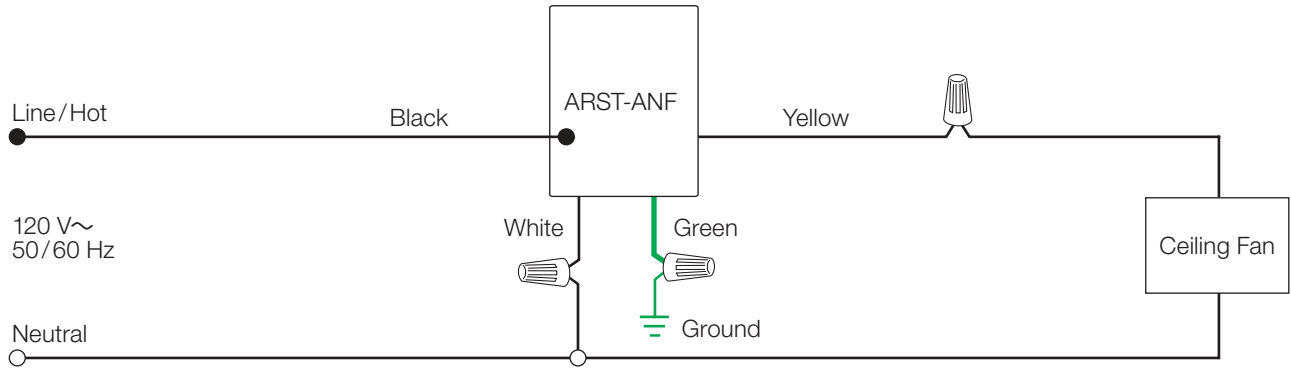 Line/Hot
Black
ARST-ANF
Yellow
120 V~
50/60 Hz
White
Green
Ceiling Fan
Ground
Neutral